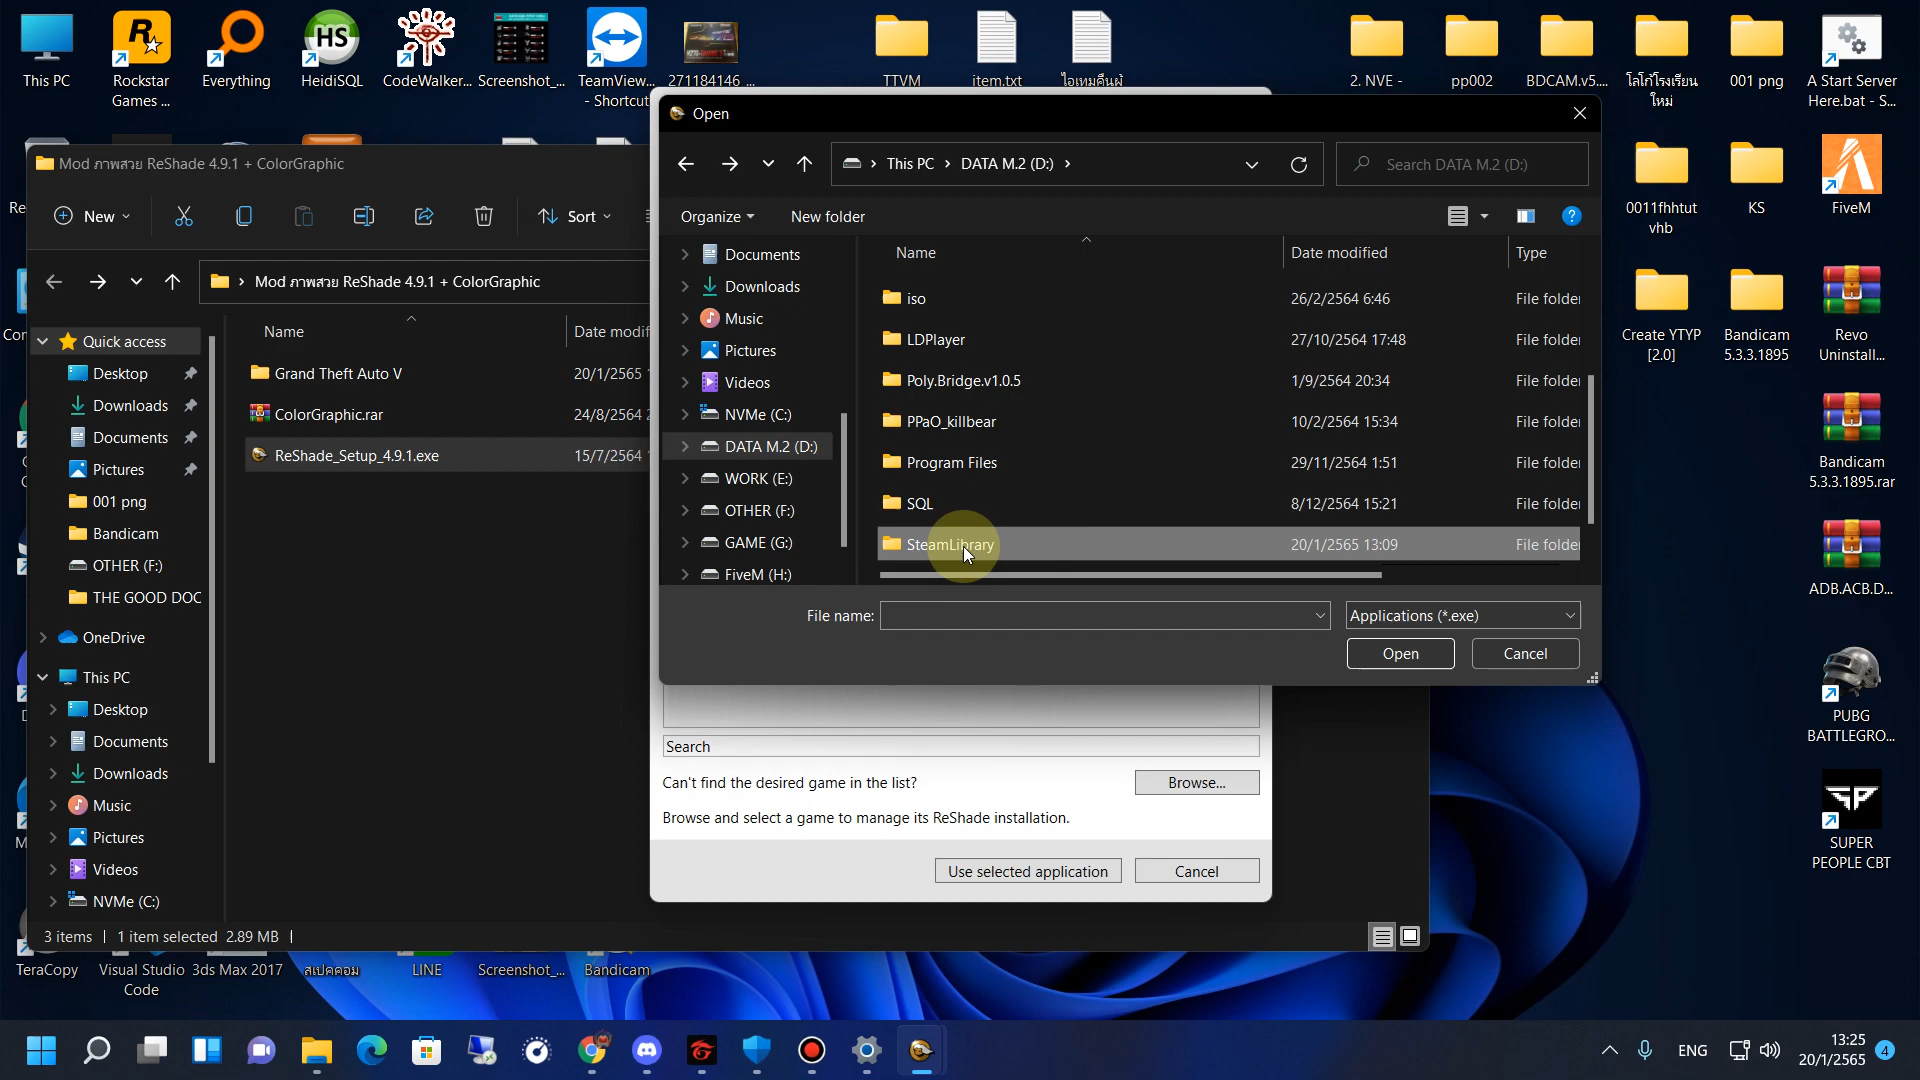 This PC
Rockstar
Games ...
Everything
HeidiSQL
CodeWalker...
Screenshot_...
TeamView...
- Shortcut
271184146_...
TTVM
item.txt
ไอเทมคืนผู้
2. NVE -
pp002
BDCAM.v5....
โลโก้โรงเรียน
ใหม่
001 png
A Start Server
Here.bat - S...
Open
This PC
DATA M.2 (D:)
Search DATA M.2 (D:)
Organize
New folder
Documents
Downloads
Music
Pictures
Videos
NVMe (C:)
DATA M.2 (D:)
WORK (E:)
OTHER (F:)
GAME (G:)
FiveM (H:)
Name
Date modified
Type
iso
26/2/2564 6:46
File folder
LDPlayer
27/10/2564 17:48
File folder
Poly.Bridge.v1.0.5
1/9/2564 20:34
File folder
PPaO_killbear
10/2/2564 15:34
File folder
Program Files
29/11/2564 1:51
File folder
SQL
8/12/2564 15:21
File folder
SteamLibrary
20/1/2565 13:09
File folder
File name:
Applications (*.exe)
Open
Cancel
Mod ภาพสวย ReShade 4.9.1 + ColorGraphic
New
Sort
Mod ภาพสวย ReShade 4.9.1 + ColorGraphic
Quick access
Desktop
Downloads
Documents
Pictures
001 png
Bandicam
OTHER (F:)
THE GOOD DOC
OneDrive
This PC
Desktop
Documents
Downloads
Music
Pictures
Videos
NVMe (C:)
Name
Date modif
Grand Theft Auto V
20/1/2565
ColorGraphic.rar
24/8/2564
ReShade_Setup_4.9.1.exe
15/7/2564
3 items
1 item selected 2.89 MB
Search
Can't find the desired game in the list?
Browse...
Browse and select a game to manage its ReShade installation.
Use selected application
Cancel
0011fhhtut
vhb
KS
FiveM
Create YTYP
[2.0]
Bandicam
5.3.3.1895
Revo
Uninstall...
Bandicam
5.3.3.1895.rar
ADB.ACB.D...
PUBG
BATTLEGRO...
SUPER
PEOPLE CBT
TeraCopy
Visual Studio
Code
3ds Max 2017
สเปคคอม
LINE
Screenshot_...
Bandicam
ENG
13:25
20/1/2565
4